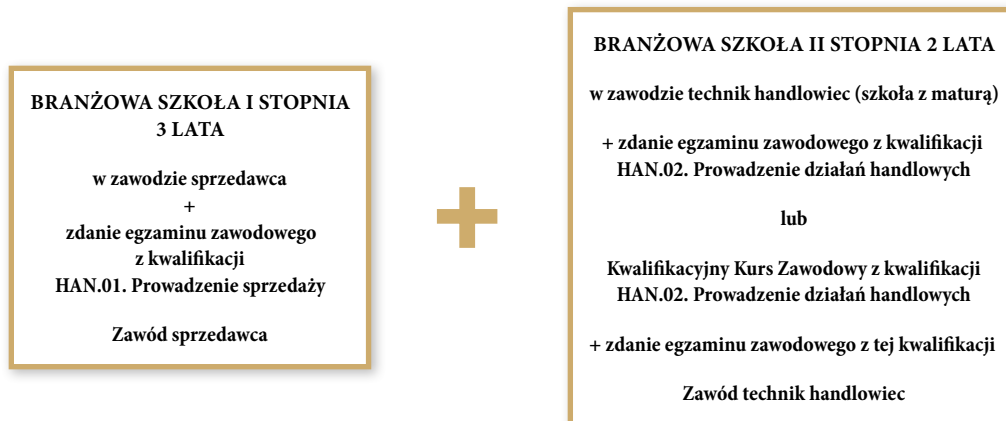 BRANŻOWA SZKOŁA I STOPNIA
3 LATA
w zawodzie sprzedawca
+
zdanie egzaminu zawodowego
z kwalifikacji
HAN.01. Prowadzenie sprzedaży
Zawód sprzedawca
BRANŻOWA SZKOŁA II STOPNIA 2 LATA
w zawodzie technik handlowiec (szkoła z maturą)
+ zdanie egzaminu zawodowego z kwalifikacji
HAN.02. Prowadzenie działań handlowych
lub
Kwalifikacyjny Kurs Zawodowy z kwalifikacji
HAN.02. Prowadzenie działań handlowych
+ zdanie egzaminu zawodowego z tej kwalifikacji
Zawód technik handlowiec